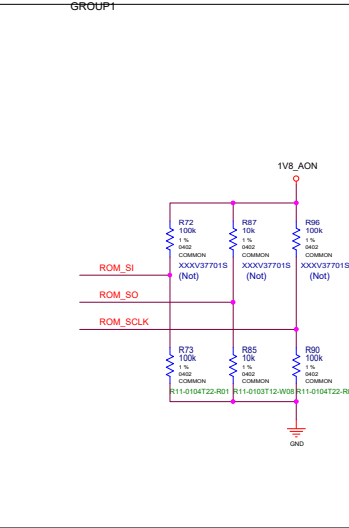 GROUP1
1V8_AON
R72
100k
1 %
0402
COMMON
XXXV37701S
(Not)
R87
10k
1 %
0402
COMMON
XXXV37701S
(Not)
R96
100k
1 %
0402
COMMON
XXXV37701S
(Not)
ROM_SI
ROM_SO
ROM_SCLK
R73
100k
1 %
0402
COMMON
R11-0104T22-R01
R85
10k
1 %
0402
COMMON
R11-0103T12-W08
R90
100k
1 %
0402
COMMON
GND